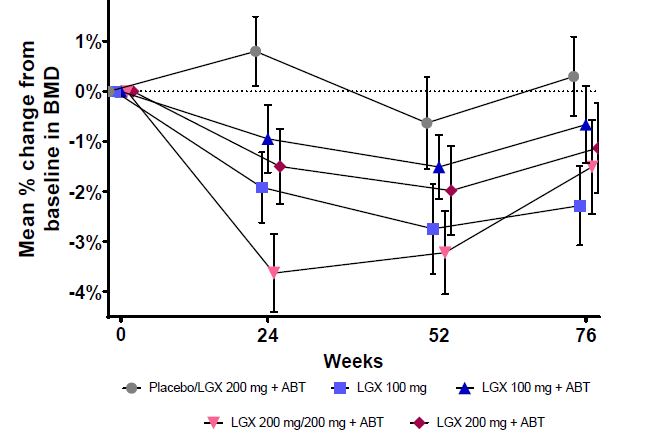 Mean % change from
baseline in BMD
1%
0%
-1%
-2%
-3%
-4%
0 24 52 76
Weeks
Placebo/LGX 200 mg + ABT LGX 100 mg LGX 100 mg + ABT
LGX 200 mg/200 mg + ABT LGX 200 mg + ABT